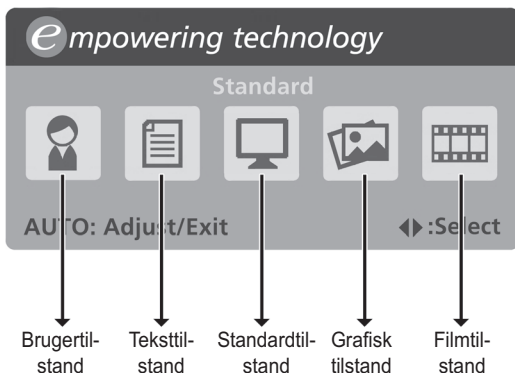 empowering technology
Standard
AUTO: Adjust/Exit
:Select
Brugertil-
stand
Teksttil-
stand
Standardtil-
stand
Grafisk
tilstand
Filmtil-
stand